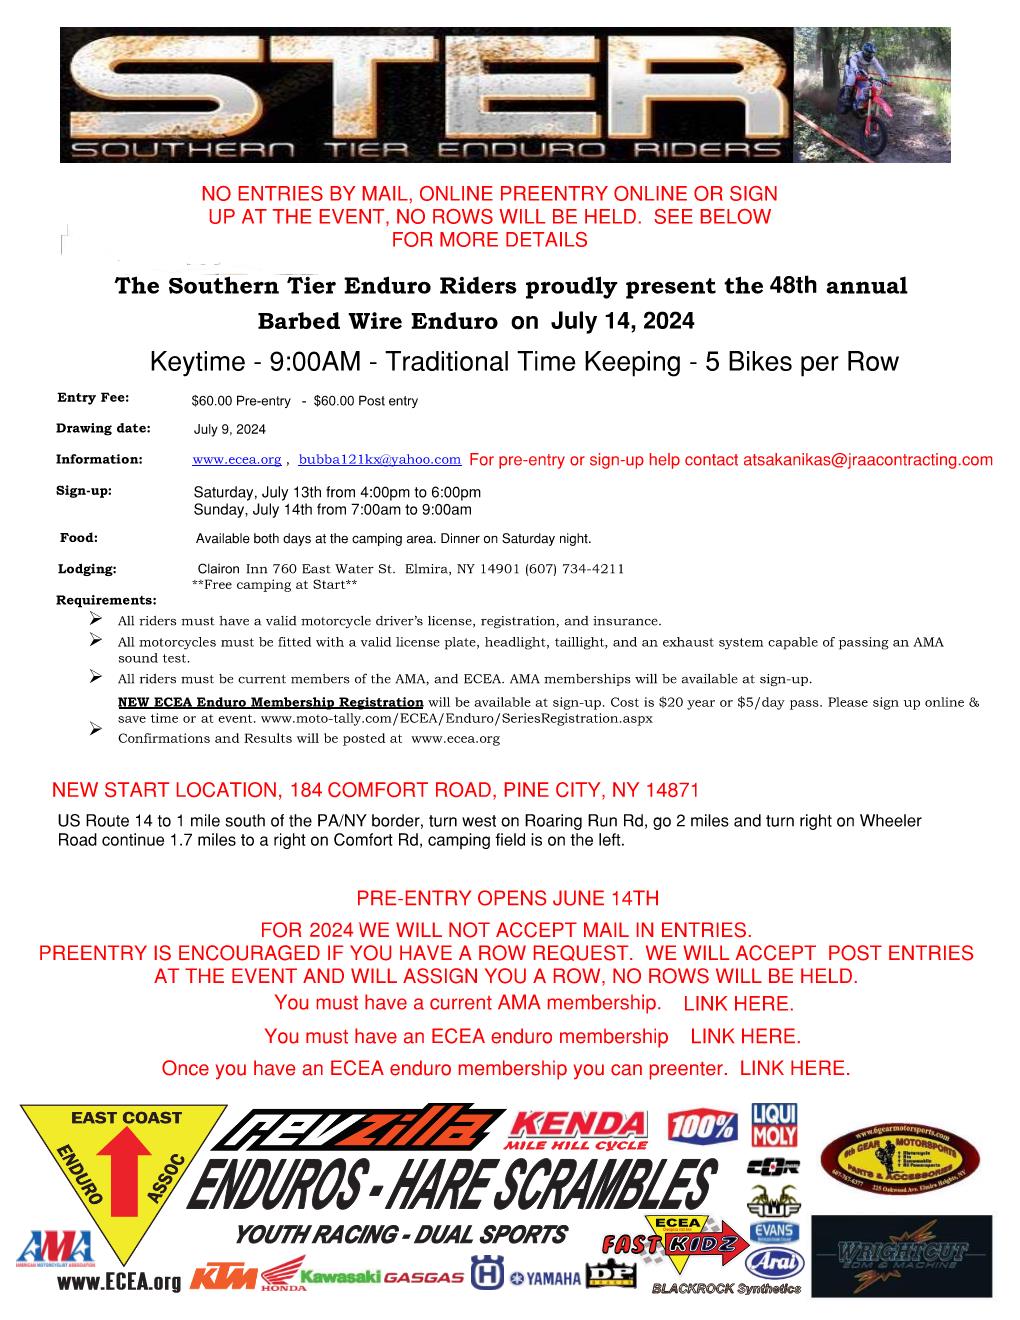 STER
SOUTHERN TIER ENDURO RIDERS
NO ENTRIES BY MAIL, ONLINE PREENTRY ONLINE OR SIGN
UP AT THE EVENT, NO ROWS WILL BE HELD. SEE BELOW
FOR MORE DETAILS
The Southern Tier Enduro Riders proudly present the 48th annual
Barbed Wire Enduro on July 14, 2024
Keytime - 9:00AM - Traditional Time Keeping - 5 Bikes per Row
Entry Fee: $60.00 Pre-entry - $60.00 Post entry
Drawing date: July 9, 2024
Information: www.ecea.org , bubba121kx@yahoo.com For pre-entry or sign-up help contact atsakanikas@jraacontracting.com
Sign-up: Saturday, July 13th from 4:00pm to 6:00pm
Sunday, July 14th from 7:00am to 9:00am
Food: Available both days at the camping area. Dinner on Saturday night.
Lodging: Clairon Inn 760 East Water St. Elmira, NY 14901 (607) 734-4211
**Free camping at Start**
Requirements:
All riders must have a valid motorcycle driver's license, registration, and insurance.
All motorcycles must be fitted with a valid license plate, headlight, taillight, and an exhaust system capable of passing an AMA
sound test.
All riders must be current members of the AMA, and ECEA. AMA memberships will be available at sign-up.
NEW ECEA Enduro Membership Registration will be available at sign-up. Cost is $20 year or $5/day pass. Please sign up online &
save time or at event. www.moto-tally.com/ECEA/Enduro/SeriesRegistration.aspx
Confirmations and Results will be posted at www.ecea.org
NEW START LOCATION, 184 COMFORT ROAD, PINE CITY, NY 14871
US Route 14 to 1 mile south of the PA/NY border, turn west on Roaring Run Rd, go 2 miles and turn right on Wheeler
Road continue 1.7 miles to a right on Comfort Rd, camping field is on the left.
PRE-ENTRY OPENS JUNE 14TH
FOR 2024 WE WILL NOT ACCEPT MAIL IN ENTRIES.
PREENTRY IS ENCOURAGED IF YOU HAVE A ROW REQUEST. WE WILL ACCEPT POST ENTRIES
AT THE EVENT AND WILL ASSIGN YOU A ROW, NO ROWS WILL BE HELD.
You must have a current AMA membership. LINK HERE.
You must have an ECEA enduro membership LINK HERE.
Once you have an ECEA enduro membership you can preenter. LINK HERE.
EAST COAST
ENDURO
ASSOC
revzilla
KENDA
MILE HILL CYCLE
100%
LIQUI
MOLY
ENDUROS - HARE SCRAMBLES
YOUTH RACING - DUAL SPORTS
www.6gearmotorsports.com
6th GEAR MOTORSPORTS
PARTS & ACCESSORIES
ECEA
FAST KIDZ
EVANS
Arai
WRIGHTCUT
EDM & MACHINE
AMA
AMERICAN MOTORCYCLIST ASSOCIATION
www.ECEA.org
KTM
HONDA
Kawasaki
GASGAS
YAMAHA
BLACKROCK Synthetics